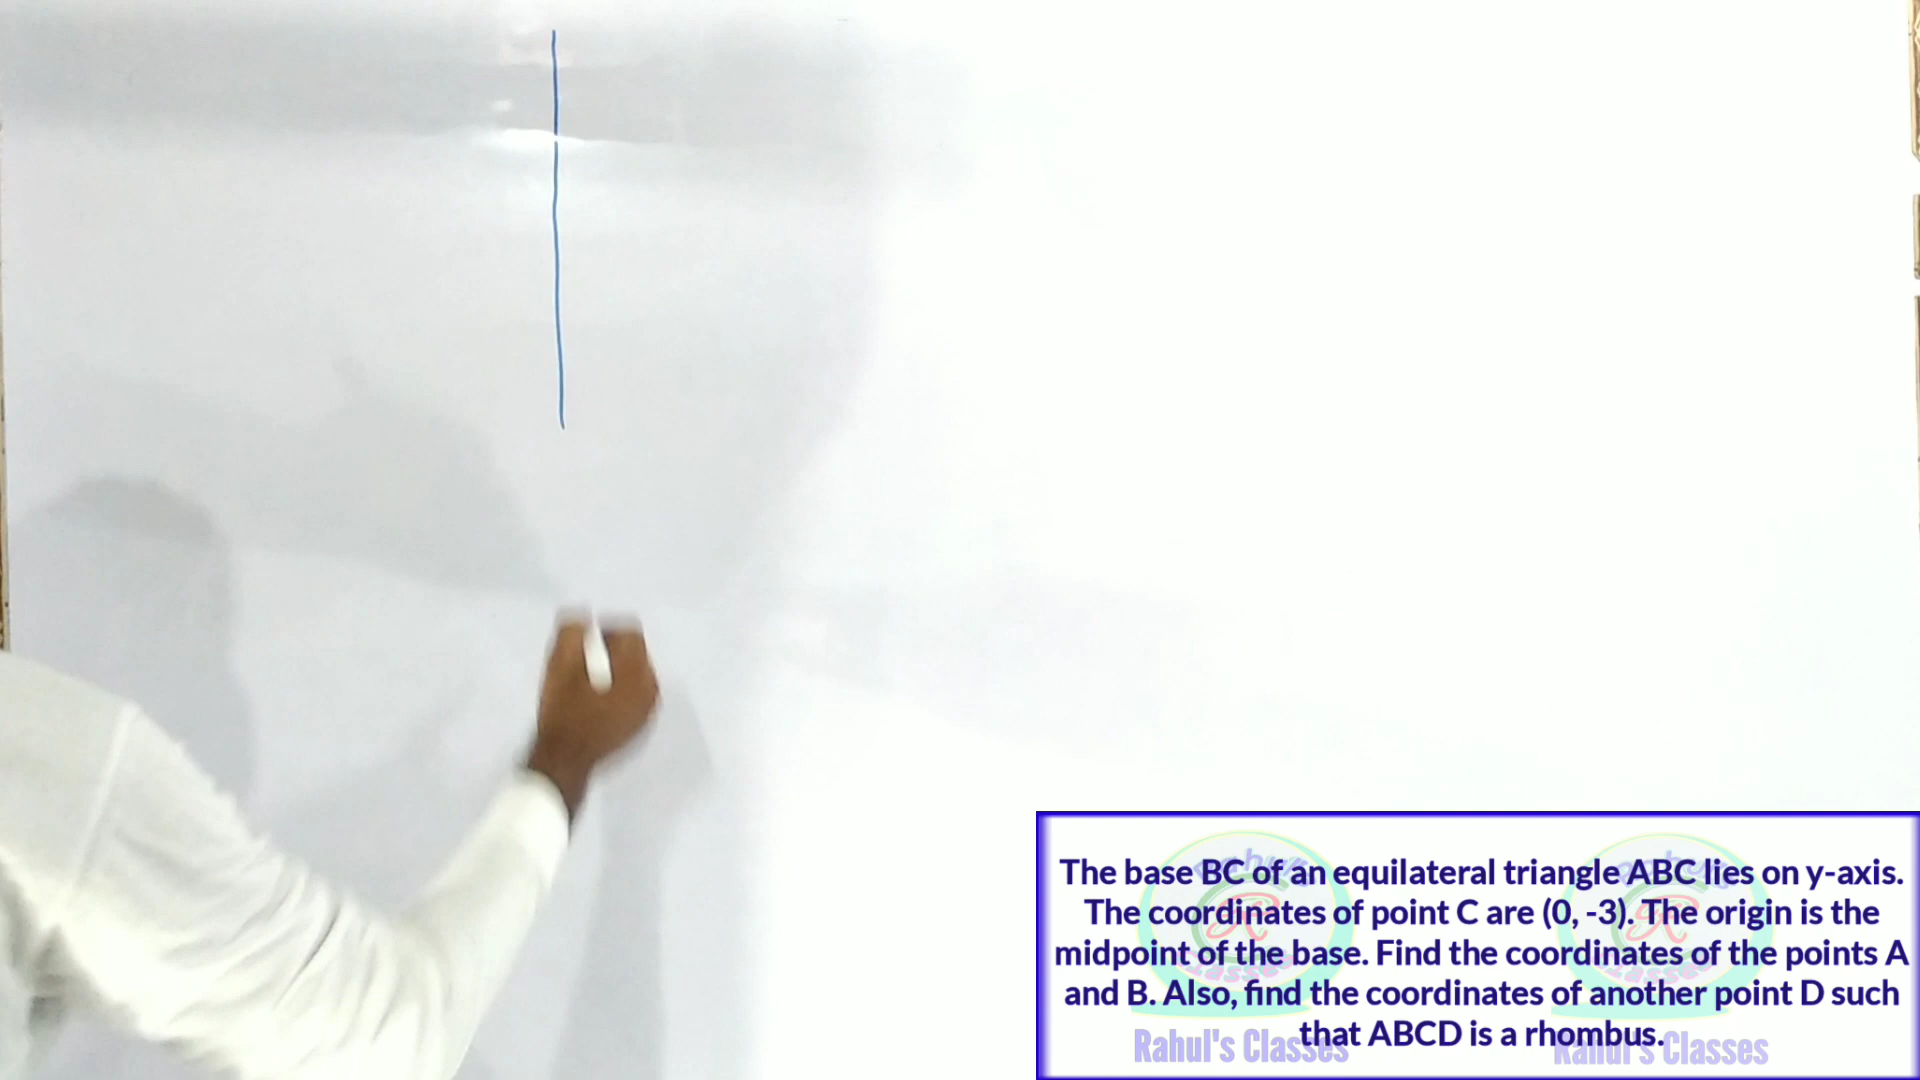 The base BC of an equilateral triangle ABC lies on y-axis.
The coordinates of point C are (0, -3). The origin is the
midpoint of the base. Find the coordinates of the points A
and B. Also, find the coordinates of another point D such
that ABCD is a rhombus.
Rahul's Classes
Rahul's Classes